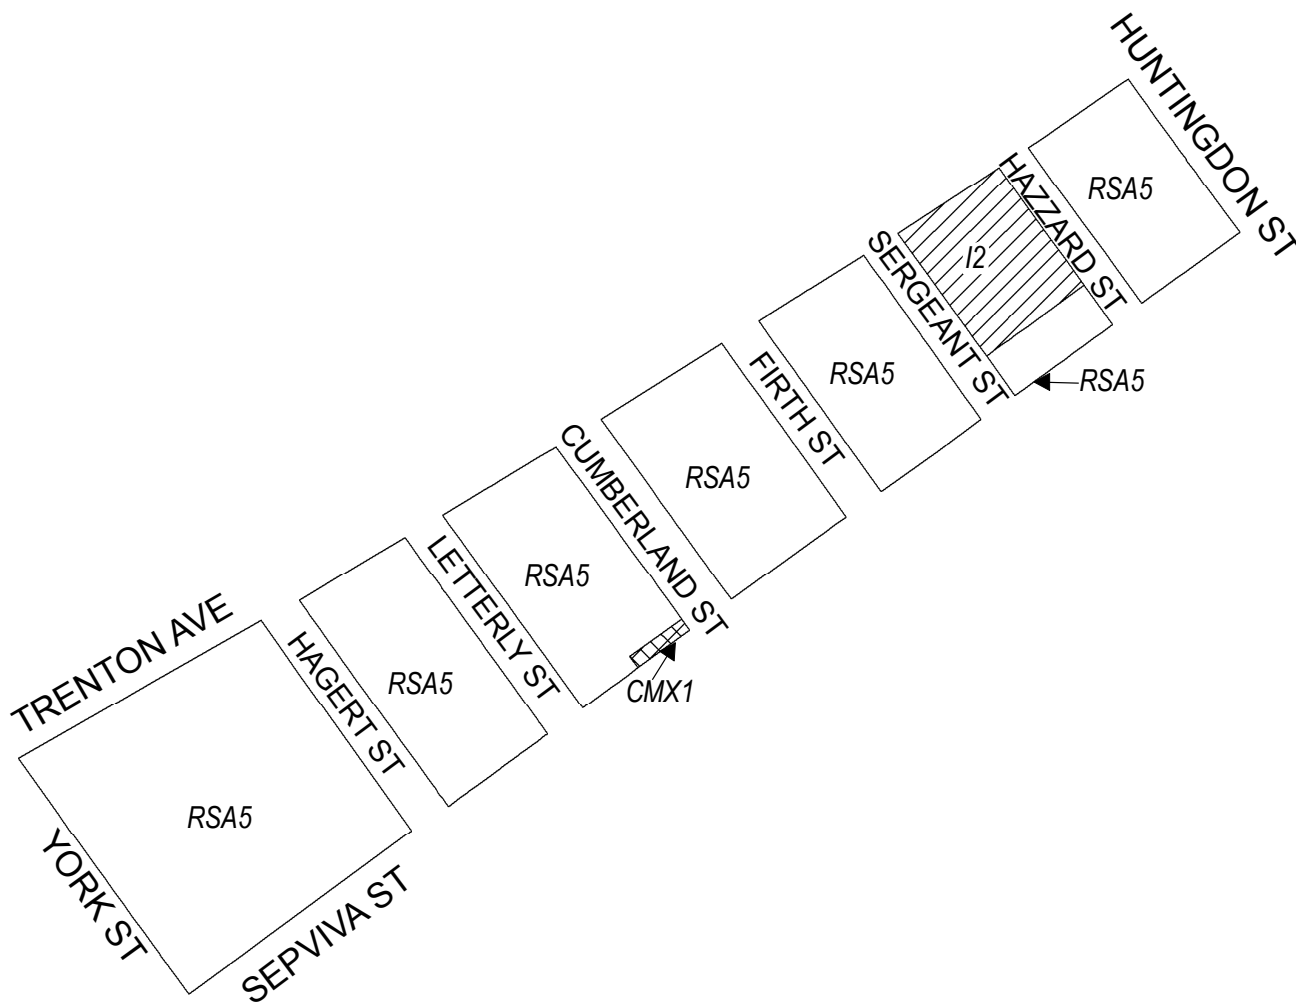 HUNTINGDON ST
RSA5
HAZZARD ST
I2
SERGEANT ST
RSA5
RSA5
FIRTH ST
RSA5
CUMBERLAND ST
RSA5
CMX1
LETTERLY ST
RSA5
HAGERT ST
TRENTON AVE
RSA5
YORK ST
SEPVIVA ST